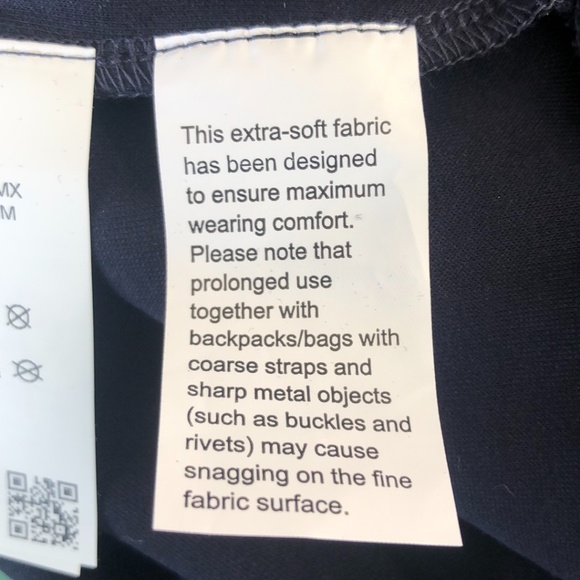 MX
M
This extra-soft fabric
has been designed
to ensure maximum
wearing comfort.
Please note that
prolonged use
together with
backpacks/bags with
coarse straps and
sharp metal objects
(such as buckles and
rivets) may cause
snagging on the fine
fabric surface.